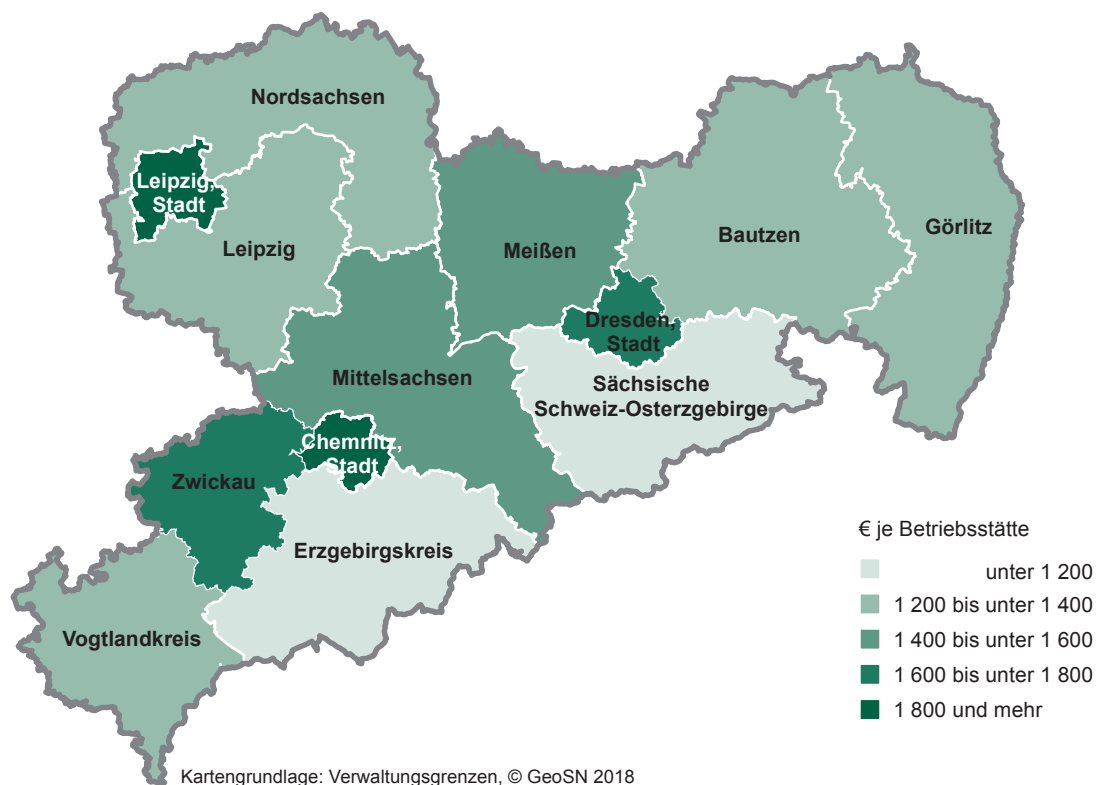 Nordsachsen
Leipzig,
Stadt
Leipzig
Meißen
Bautzen
Görlitz
Dresden,
Stadt
Mittelsachsen
Sächsische
Schweiz-Osterzgebirge
Chemnitz,
Stadt
Zwickau
Erzgebirgskreis
Vogtlandkreis
€ je Betriebsstätte
unter 1 200
1 200 bis unter 1 400
1 400 bis unter 1 600
1 600 bis unter 1 800
1 800 und mehr
Kartengrundlage: Verwaltungsgrenzen, © GeoSN 2018